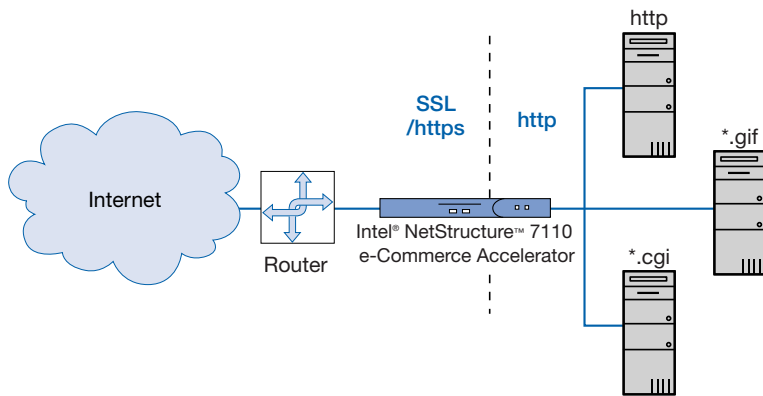 http
SSL
/https
http
*.gif
Internet
Intel® NetStructure™ 7110
e-Commerce Accelerator
Router
*.cgi